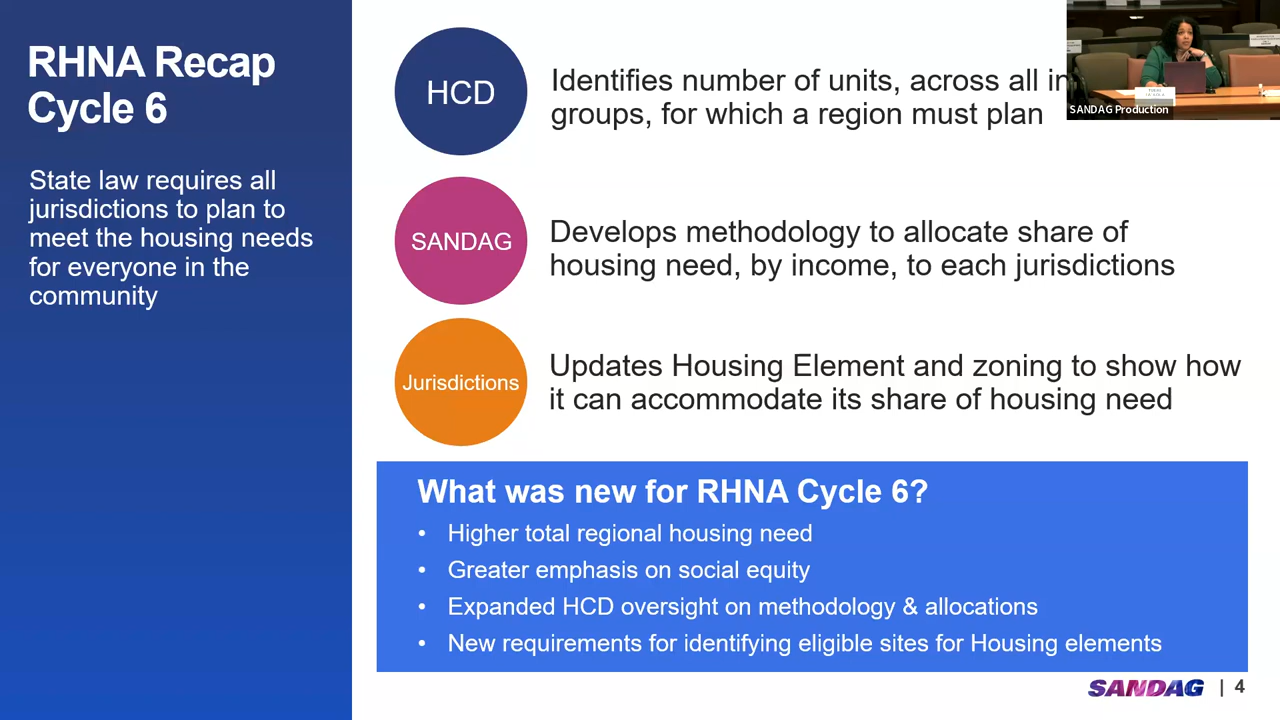 RHNA Recap
Cycle 6
State law requires all
jurisdictions to plan to
meet the housing needs
for everyone in the
community
HCD
Identifies number of units, across all in
groups, for which a region must plan
SANDAG Production
SANDAG
Develops methodology to allocate share of
housing need, by income, to each jurisdictions
Jurisdictions
Updates Housing Element and zoning to show how
it can accommodate its share of housing need
What was new for RHNA Cycle 6?
• Higher total regional housing need
• Greater emphasis on social equity
• Expanded HCD oversight on methodology & allocations
• New requirements for identifying eligible sites for Housing elements
SANDAG | 4